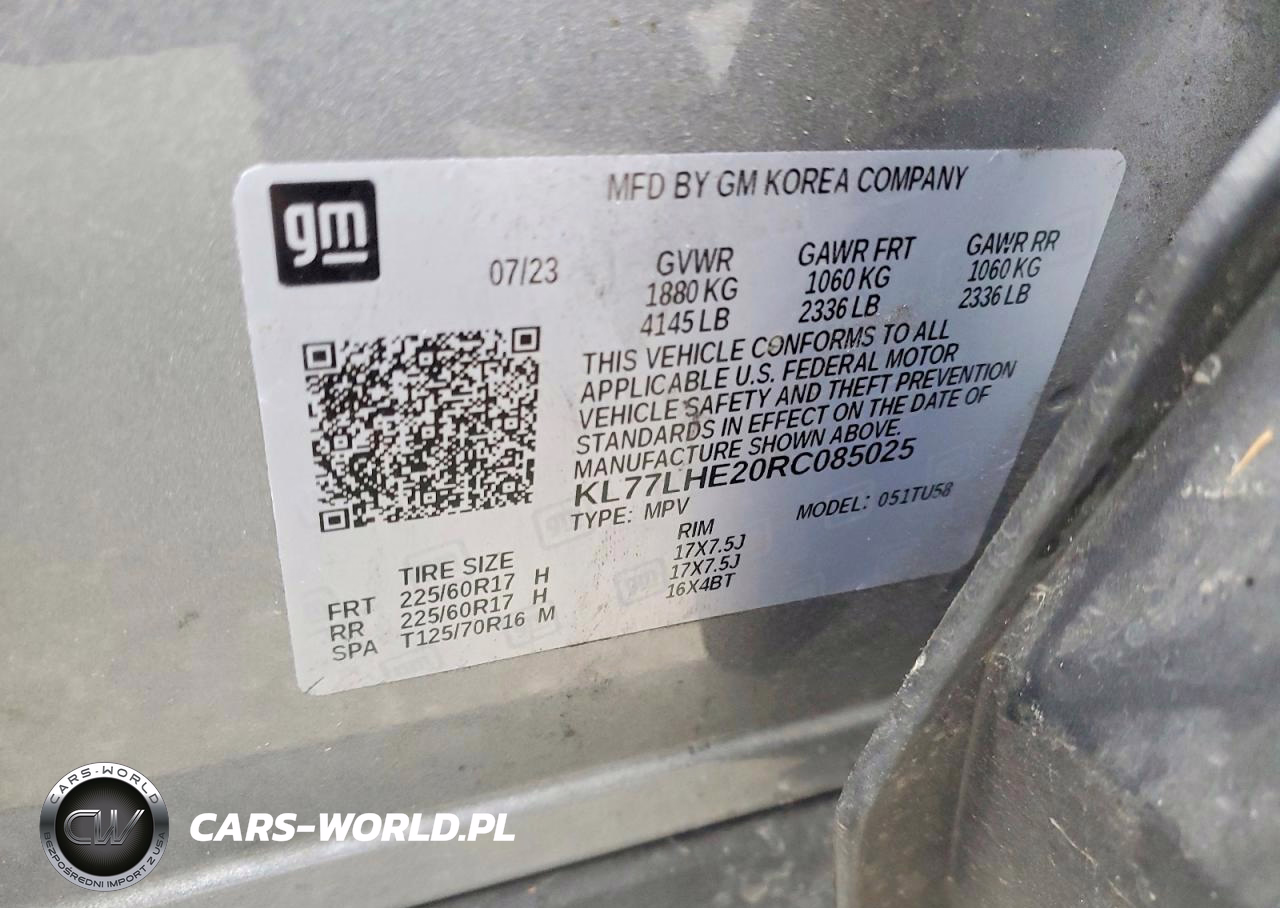 gm
MFD BY GM KOREA COMPANY
07/23
GVWR
1880 KG
4145 LB
GAWR FRT
1060 KG
2336 LB
GAWR RR
1060 KG
2336 LB
THIS VEHICLE CONFORMS TO ALL
APPLICABLE U.S. FEDERAL MOTOR
VEHICLE SAFETY AND THEFT PREVENTION
STANDARDS IN EFFECT ON THE DATE OF
MANUFACTURE SHOWN ABOVE.
KL77LHE20RC085025
TYPE: MPV
MODEL: 051TU58
TIRE SIZE RIM
FRT 225/60R17 H 17X7.5J
RR 225/60R17 H 17X7.5J
SPA T125/70R16 M 16X4BT
CARS-WORLD
CW
BEZPOŚREDNI IMPORT Z USA
CARS-WORLD.PL